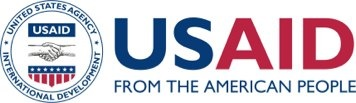 UNITED STATES AGENCY
USAID
INTERNATIONAL DEVELOPMENT
USAID
FROM THE AMERICAN PEOPLE